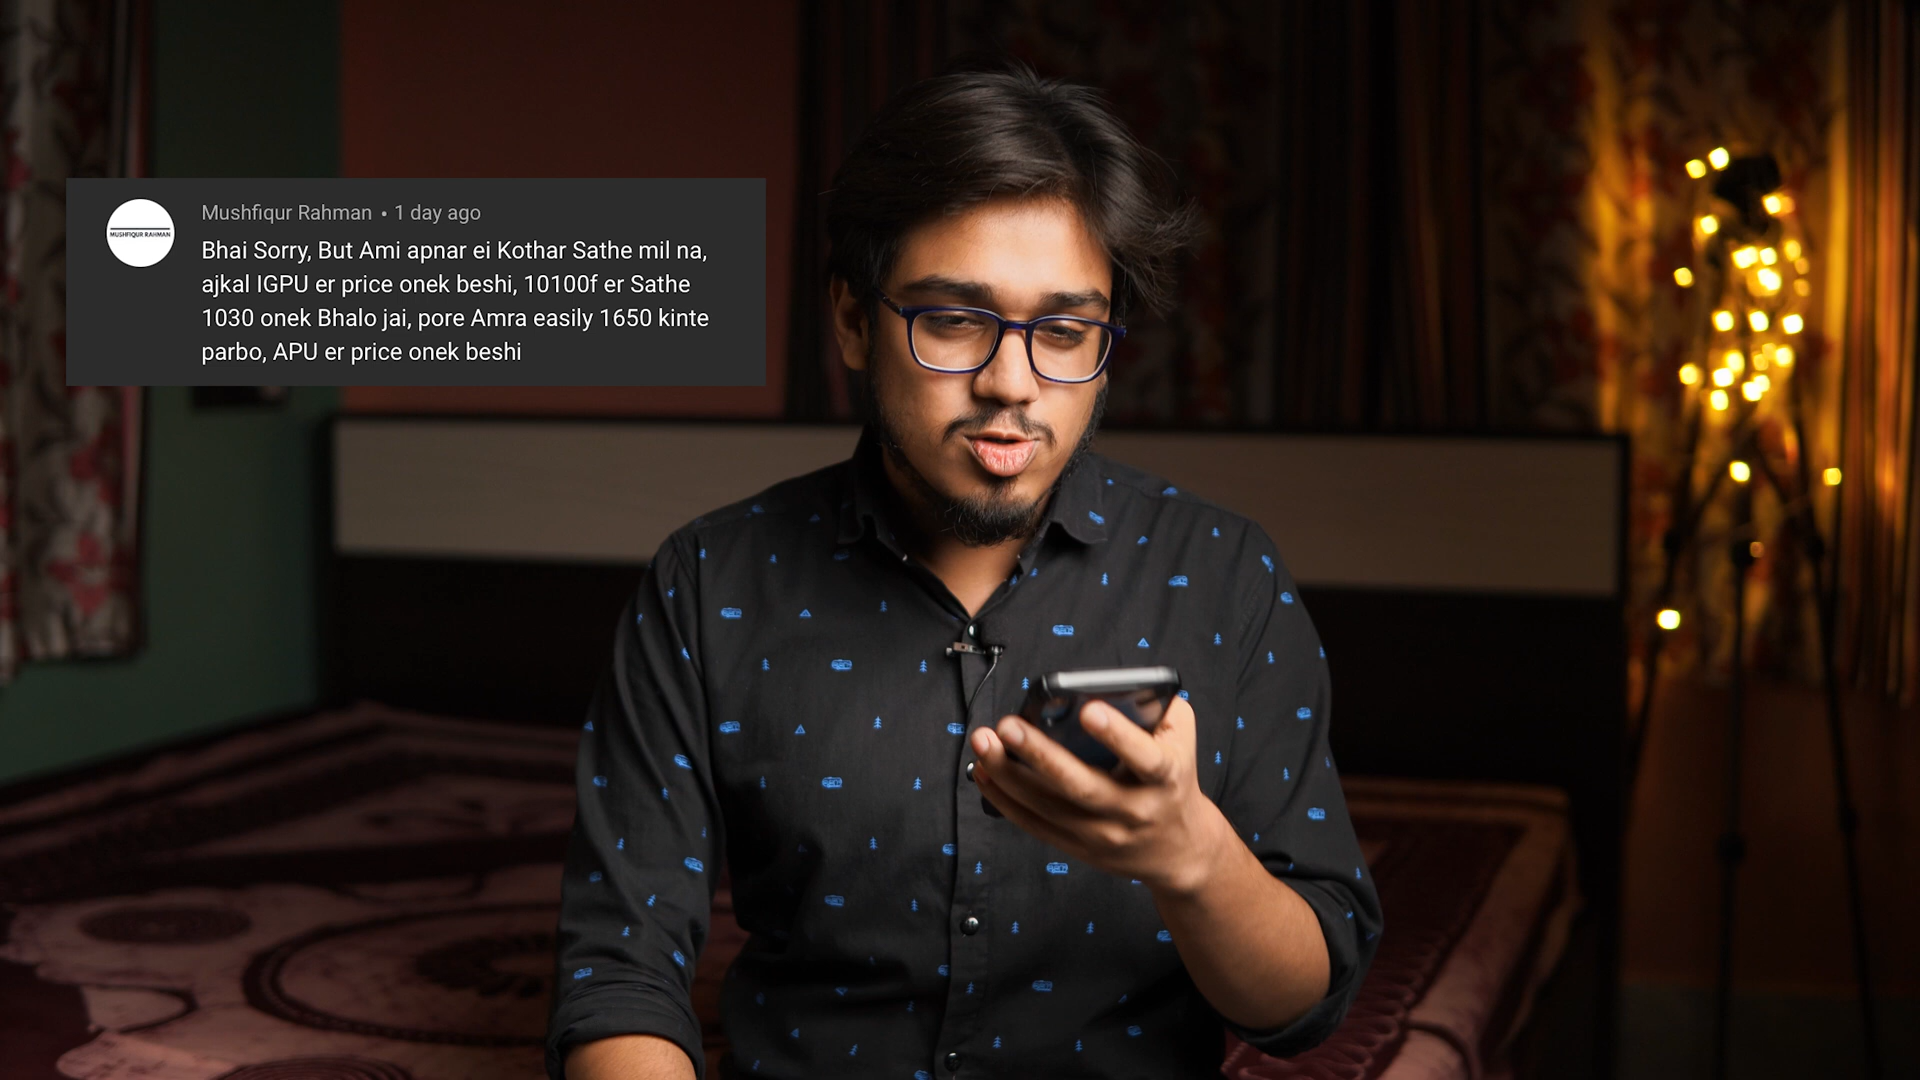 MUSHFIQUR RAHMAN
Mushfiqur Rahman • 1 day ago
Bhai Sorry, But Ami apnar ei Kothar Sathe mil na,
ajkal IGPU er price onek beshi, 10100f er Sathe
1030 onek Bhalo jai, pore Amra easily 1650 kinte
parbo, APU er price onek beshi